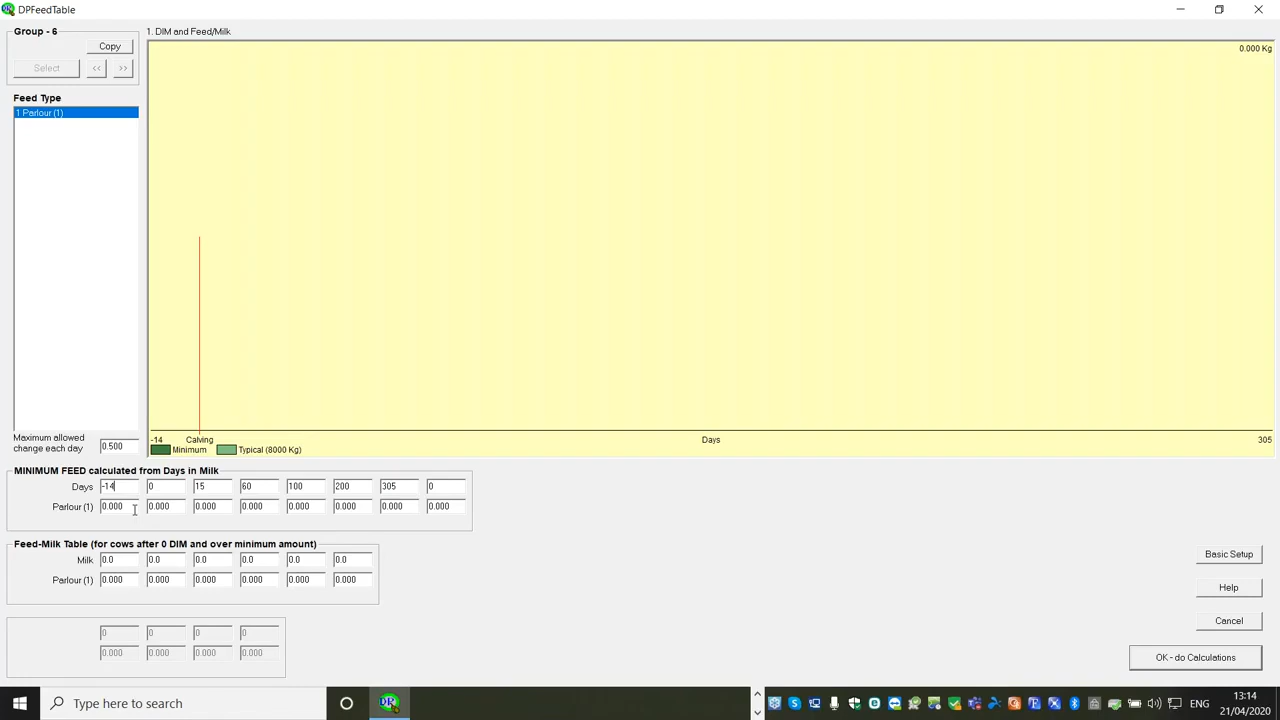 DPFeedTable
Group - 6
Copy
Select
<<
>>
Feed Type
1 Parlour (1)
1. DIM and Feed/Milk
0.000 Kg
-14
Calving
Days
305
Minimum
Typical (8000 Kg)
Maximum allowed
change each day
0.500
MINIMUM FEED calculated from Days in Milk
Days -14 0 15 60 100 200 305 0
Parlour (1) 0.000 0.000 0.000 0.000 0.000 0.000 0.000 0.000
Feed-Milk Table (for cows after 0 DIM and over minimum amount)
Milk 0.0 0.0 0.0 0.0 0.0 0.0
Parlour (1) 0.000 0.000 0.000 0.000 0.000 0.000
0 0 0 0
0.000 0.000 0.000 0.000
Basic Setup
Help
Cancel
OK - do Calculations
Type here to search
ENG
13:14
21/04/2020